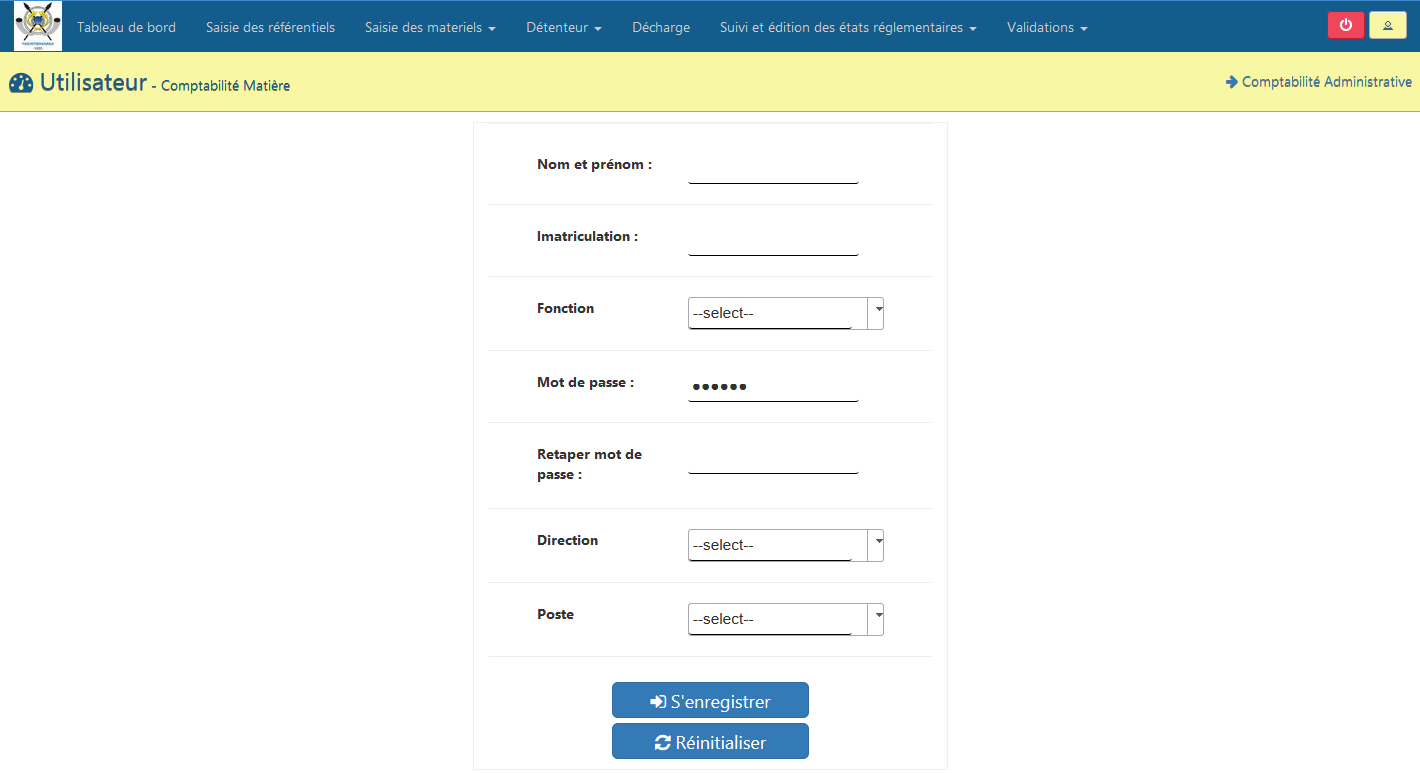 Tableau de bord Saisie des référentiels Saisie des materiels Détenteur Décharge Suivi et édition des états réglementaires Validations
Utilisateur - Comptabilité Matière
Comptabilité Administrative
Nom et prénom :
Imatriculation :
Fonction --select--
Mot de passe : ••••••
Retaper mot de
passe :
Direction --select--
Poste --select--
S'enregistrer
Réinitialiser